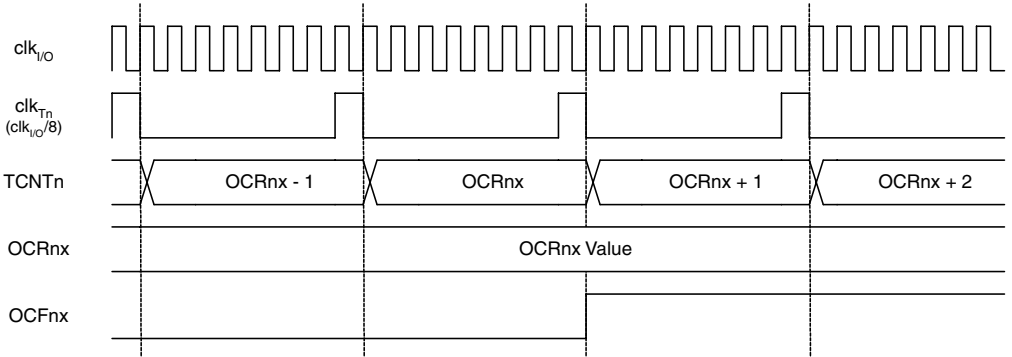 clkI/O
clkTn
(clkI/O/8)
TCNTn OCRnx - 1 OCRnx OCRnx + 1 OCRnx + 2
OCRnx OCRnx Value
OCFnx